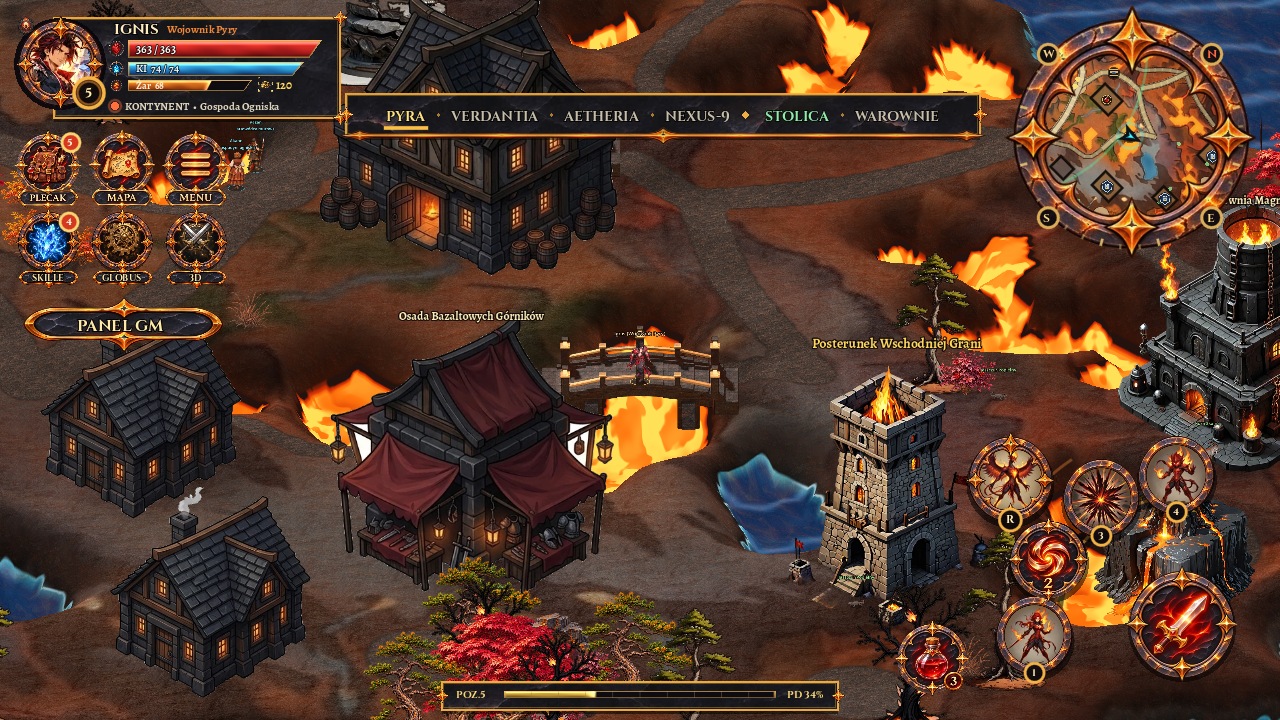 IGNIS Wojownik Pyry
363 / 363
KI 74 / 74
Żar 68
120
5
KONTYNENT • Gospoda Ogniska
PYRA • VERDANTIA • AETHERIA • NEXUS-9 ◆ STOLICA • WAROWNIE
W
N
S
E
5
PLECAK
MAPA
MENU
4
SKILLE
GLOBUS
3D
PANEL GM
Osada Bazaltowych Górników
Posterunek Wschodniej Grani
wnia Magm
R
3
4
2
1
3
POZ.5
PD 34%